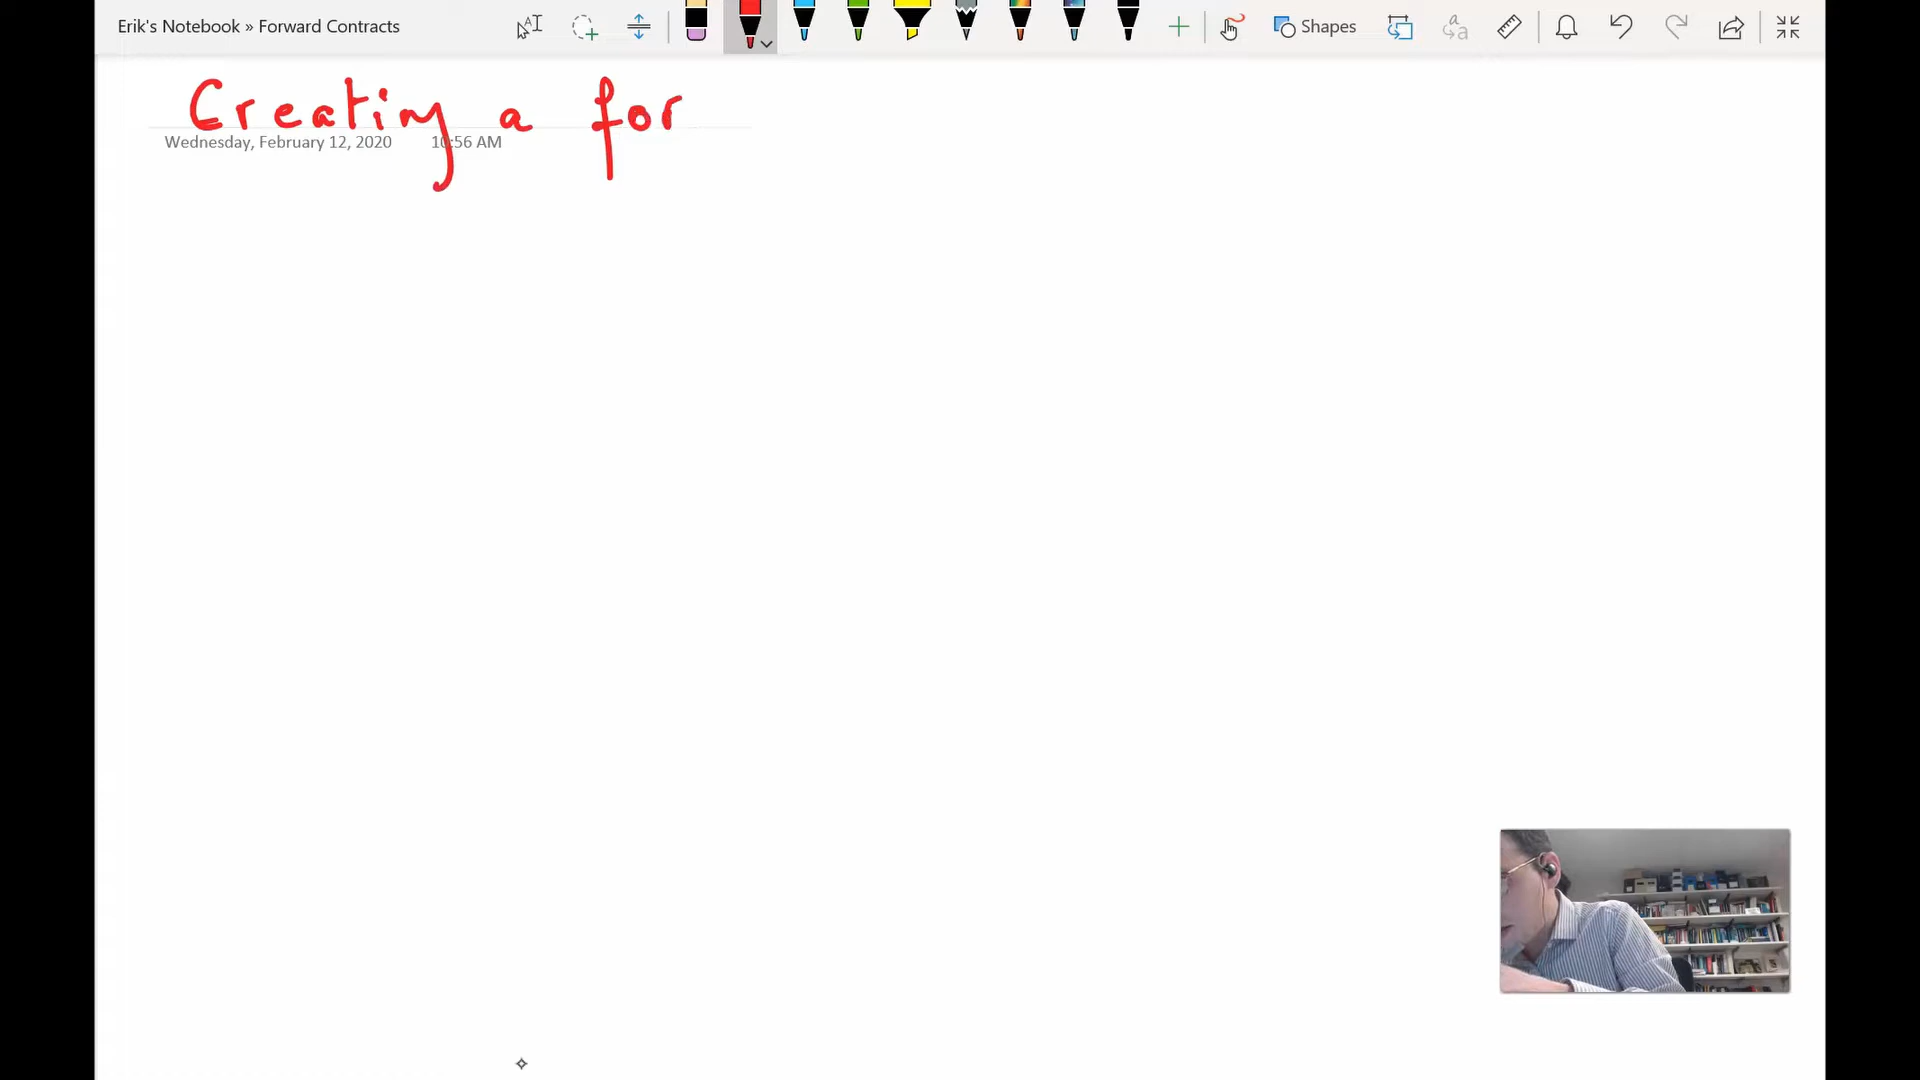 Erik's Notebook » Forward Contracts
Shapes
Creating a for
Wednesday, February 12, 2020 10:56 AM